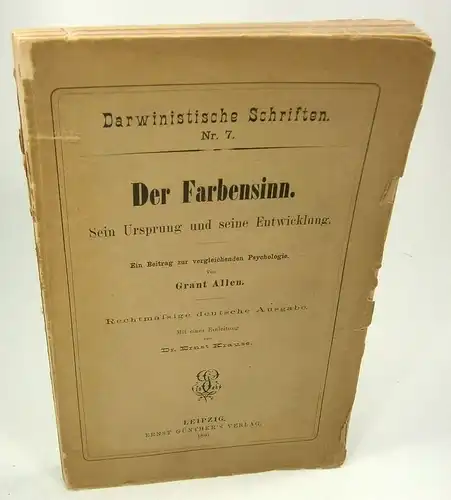 Darwinistische Schriften.
Nr. 7.
Der Farbensinn.
Sein Ursprung und seine Entwicklung.
Ein Beitrag zur vergleichenden Psychologie.
Von
Grant Allen.
Rechtmäßige deutsche Ausgabe.
Mit einer Einleitung
von
Dr. Ernst Krause.
LEIPZIG,
ERNST GÜNTHER'S VERLAG,